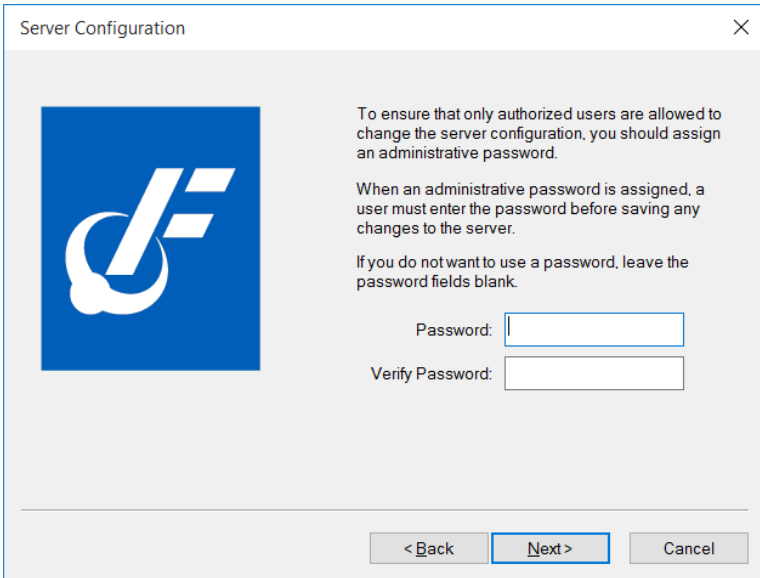 Server Configuration
To ensure that only authorized users are allowed to
change the server configuration, you should assign
an administrative password.
When an administrative password is assigned, a
user must enter the password before saving any
changes to the server.
If you do not want to use a password, leave the
password fields blank.
Password:
Verify Password:
< Back
Next >
Cancel